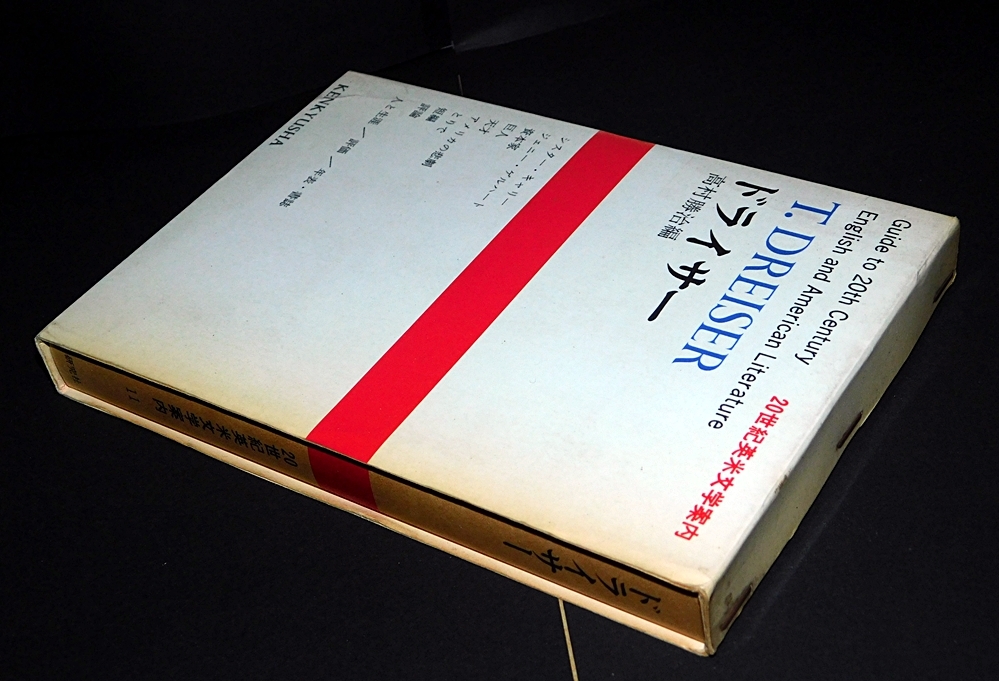 20世紀英米文学案内
Guide to 20th Century
English and American Literature
T. DREISER
ドライサー
高村勝治編
シスター・キャリー
ジェニー・ゲルハート
資本家
巨人
天才
アメリカの悲劇
とりで
短編
評論
人と生涯／評価／年表・書誌
KENKYUSHA
ドライサー
20世紀英米文学案内 11
研究社